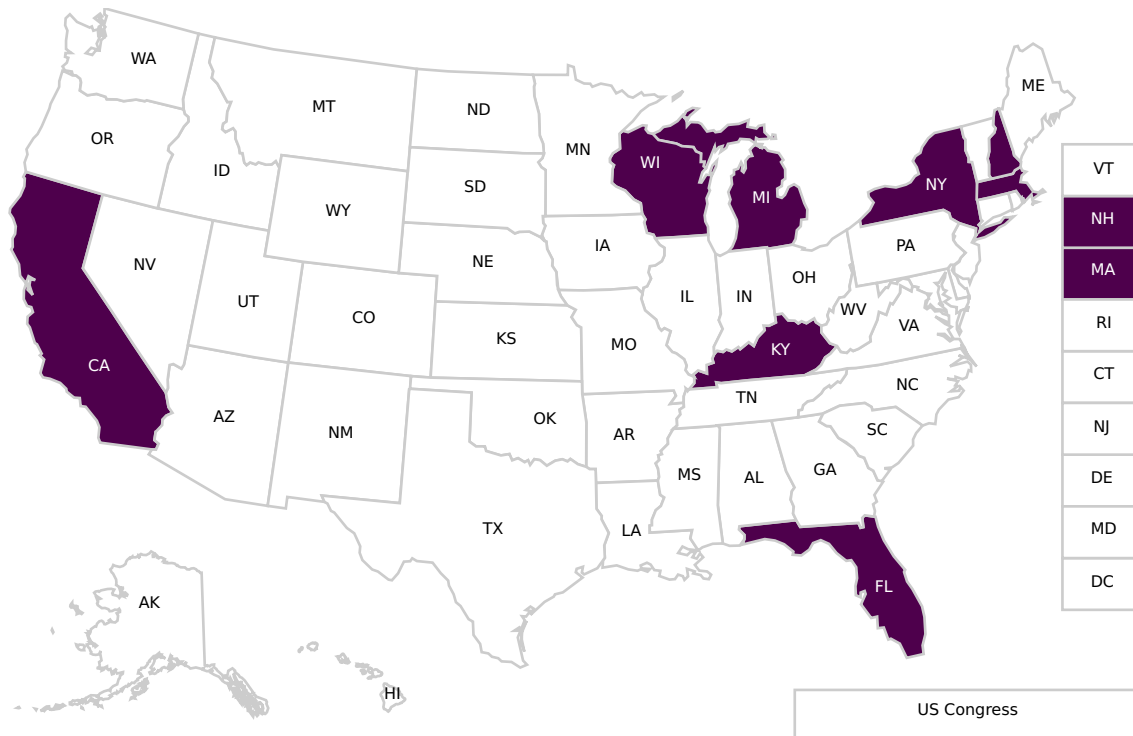 WA
MT
ND
MN
ME
OR
ID
SD
WI
MI
NY
VT
WY
NH
NV
NE
IA
PA
MA
UT
CO
IL
IN
OH
WV
VA
RI
KS
MO
KY
CA
CT
AZ
NM
OK
AR
TN
NC
SC
NJ
MS
AL
GA
DE
TX
LA
MD
AK
FL
DC
HI
US Congress